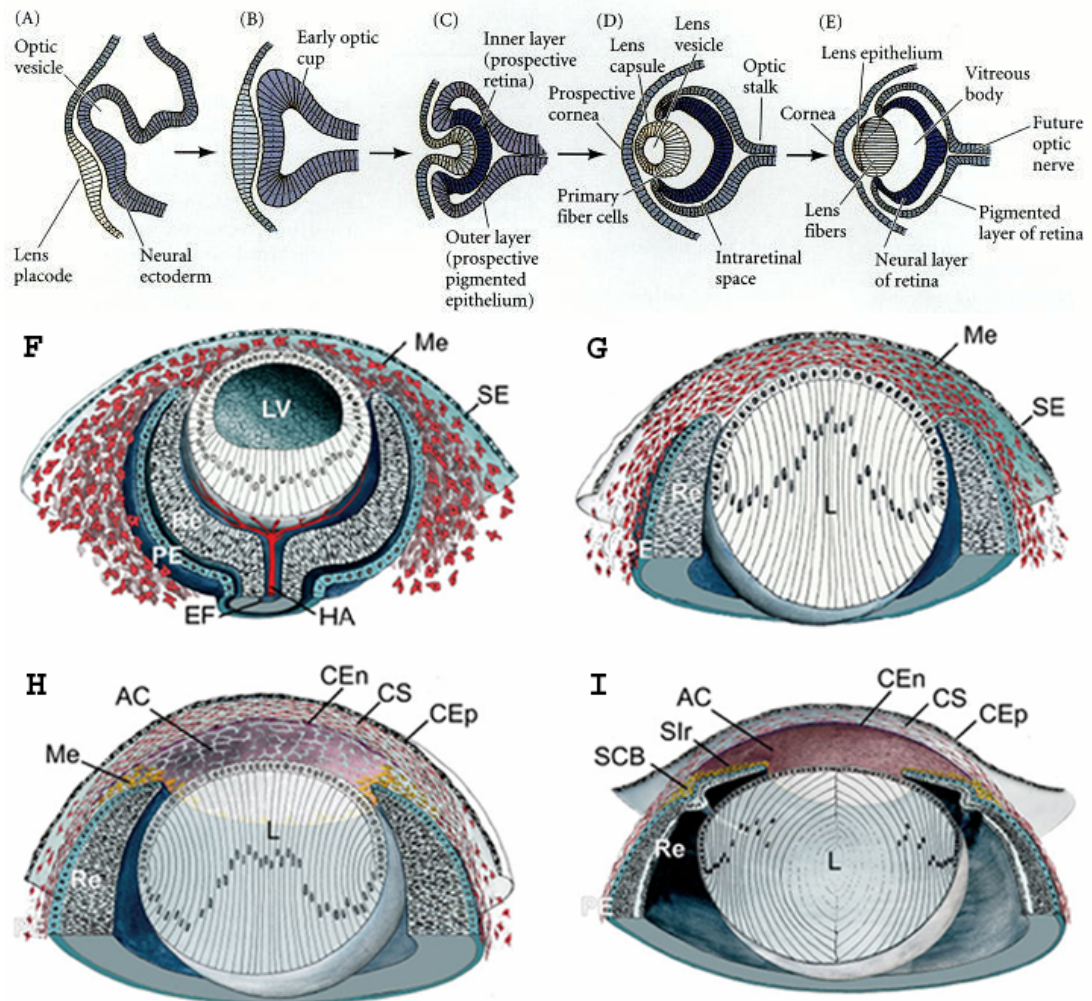 (A)
Optic
vesicle
Lens
placode
Neural
ectoderm
(B)
Early optic
cup
(C)
Inner layer
(prospective
retina)
Outer layer
(prospective
pigmented
epithelium)
(D)
Lens
vesicle
Lens
capsule
Optic
stalk
Prospective
cornea
Primary
fiber cells
Intraretinal
space
(E)
Lens epithelium
Vitreous
body
Cornea
Future
optic
nerve
Lens
fibers
Pigmented
layer of retina
Neural layer
of retina
F
Me
SE
LV
Re
PE
EF
HA
G
Me
SE
Re
L
PE
H
AC
CEn
CS
CEp
Me
L
Re
PE
I
AC
CEn
CS
CEp
SIr
SCB
Re
L
PE